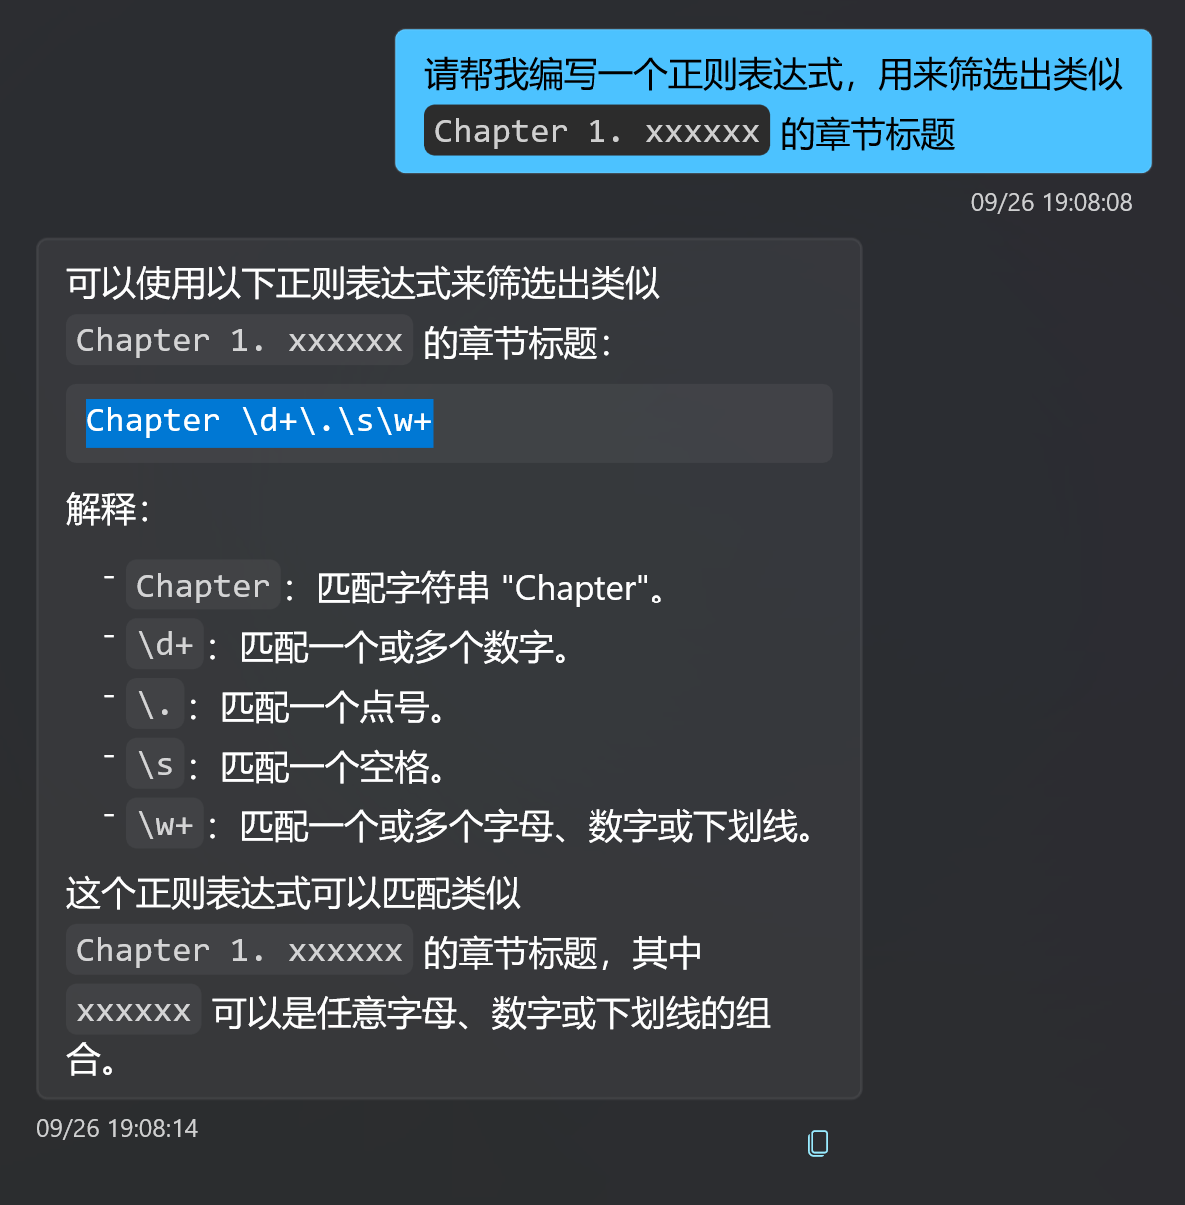 请帮我编写一个正则表达式，用来筛选出类似
Chapter 1. xxxxxx 的章节标题
09/26 19:08:08
可以使用以下正则表达式来筛选出类似
Chapter 1. xxxxxx 的章节标题：
Chapter \d+\.\s\w+
解释：
- Chapter：匹配字符串 "Chapter"。
- \d+：匹配一个或多个数字。
- \.：匹配一个点号。
- \s：匹配一个空格。
- \w+：匹配一个或多个字母、数字或下划线。
这个正则表达式可以匹配类似
Chapter 1. xxxxxx 的章节标题，其中
xxxxxx 可以是任意字母、数字或下划线的组
合。
09/26 19:08:14